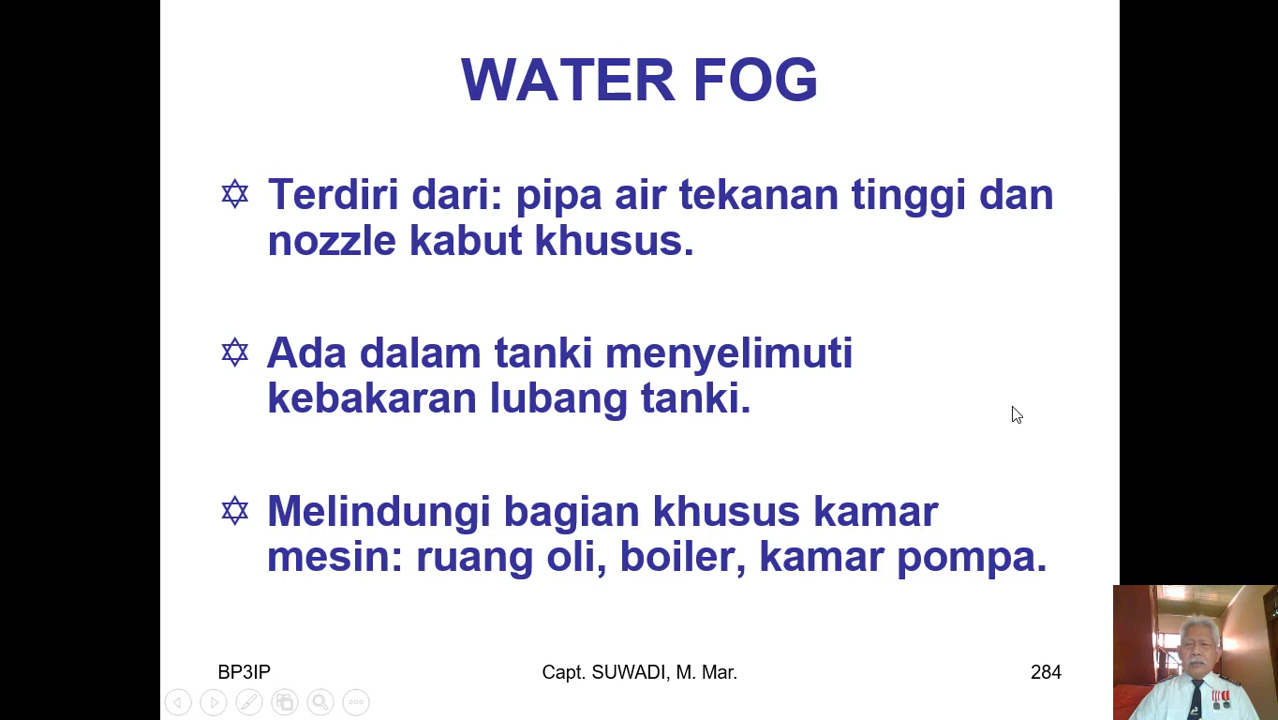 WATER FOG
Terdiri dari: pipa air tekanan tinggi dan
nozzle kabut khusus.
Ada dalam tanki menyelimuti
kebakaran lubang tanki.
Melindungi bagian khusus kamar
mesin: ruang oli, boiler, kamar pompa.
BP3IP
Capt. SUWADI, M. Mar.
284